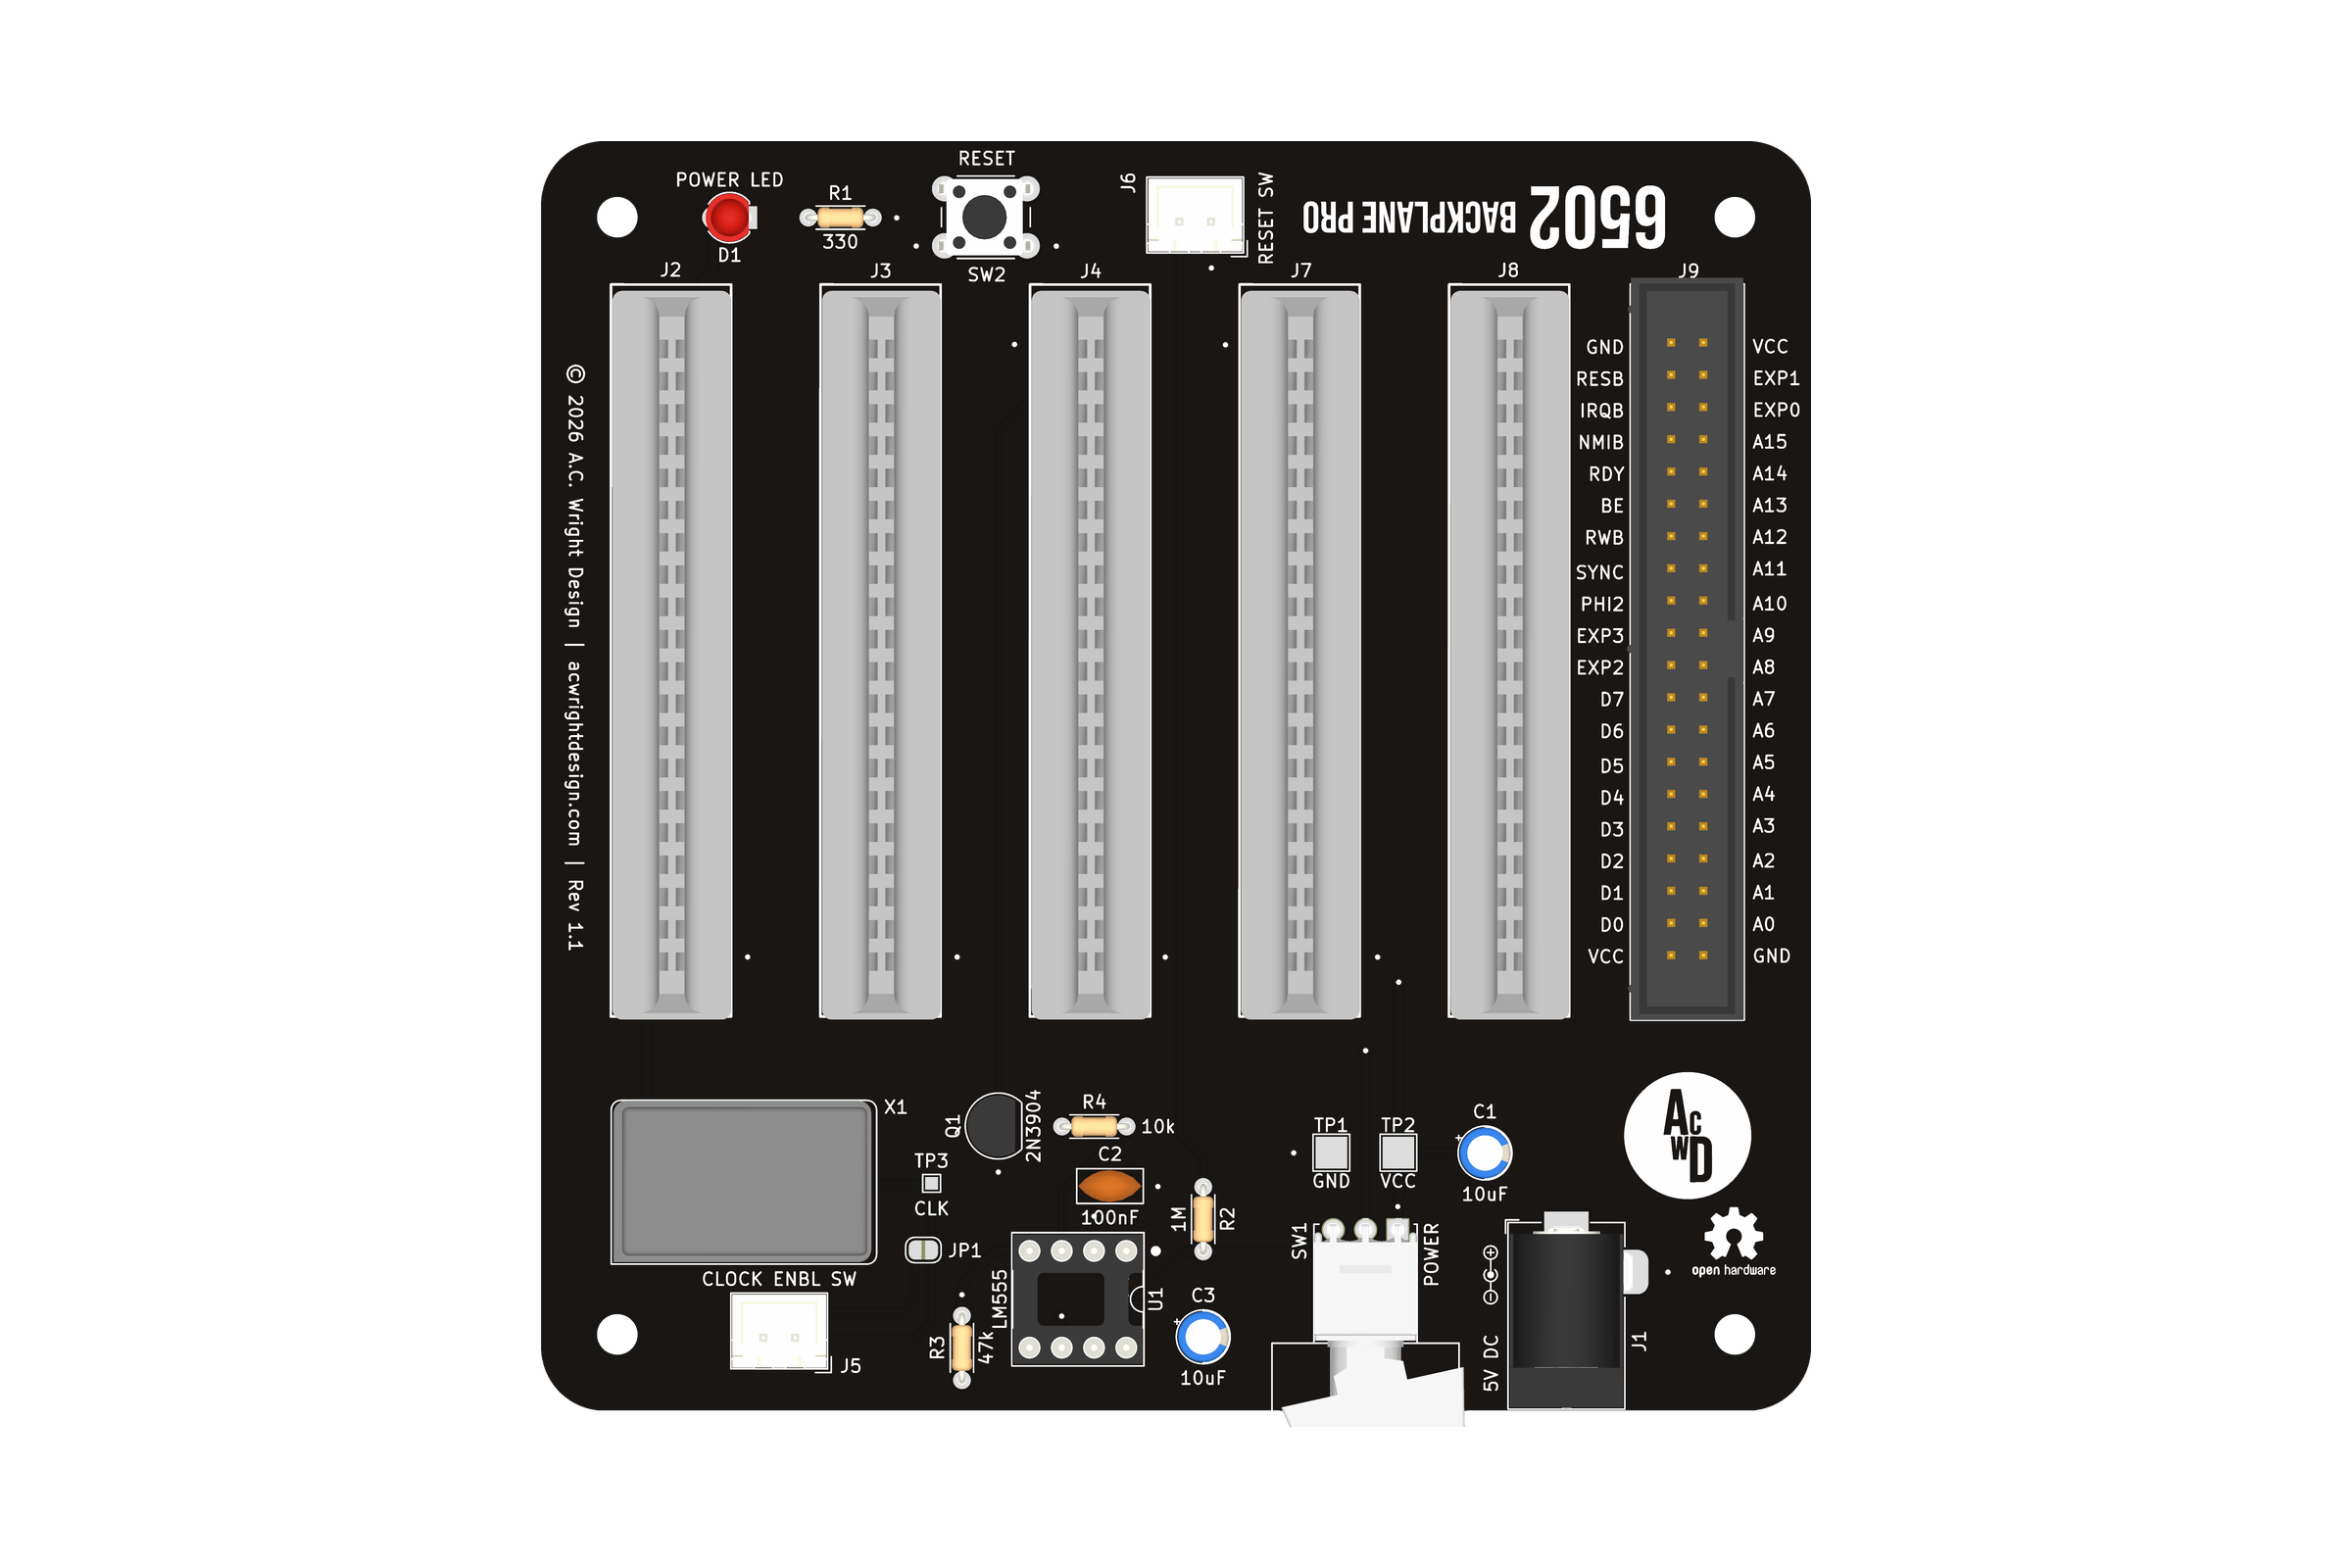 RESET
POWER LED
R1
J6
RESET SW
6502 BACKPLANE PRO
330
D1
SW2
J2
J3
J4
J7
J8
J9
GND VCC
RESB EXP1
IRQB EXP0
NMIB A15
RDY A14
BE A13
RWB A12
SYNC A11
PHI2 A10
EXP3 A9
EXP2 A8
D7 A7
D6 A6
D5 A5
D4 A4
D3 A3
D2 A2
D1 A1
D0 A0
VCC GND
© 2026 A.C. Wright Design | acwrightdesign.com | Rev 1.1
X1
Q1
2N3904
R4
10k
C2
100nF
TP3
CLK
JP1
CLOCK ENBL SW
J5
R3
47k
LM555
U1
1M
R2
C3
+
10uF
TP1
GND
TP2
VCC
C1
+
10uF
SW1
POWER
5V DC
J1
ACWD
open hardware